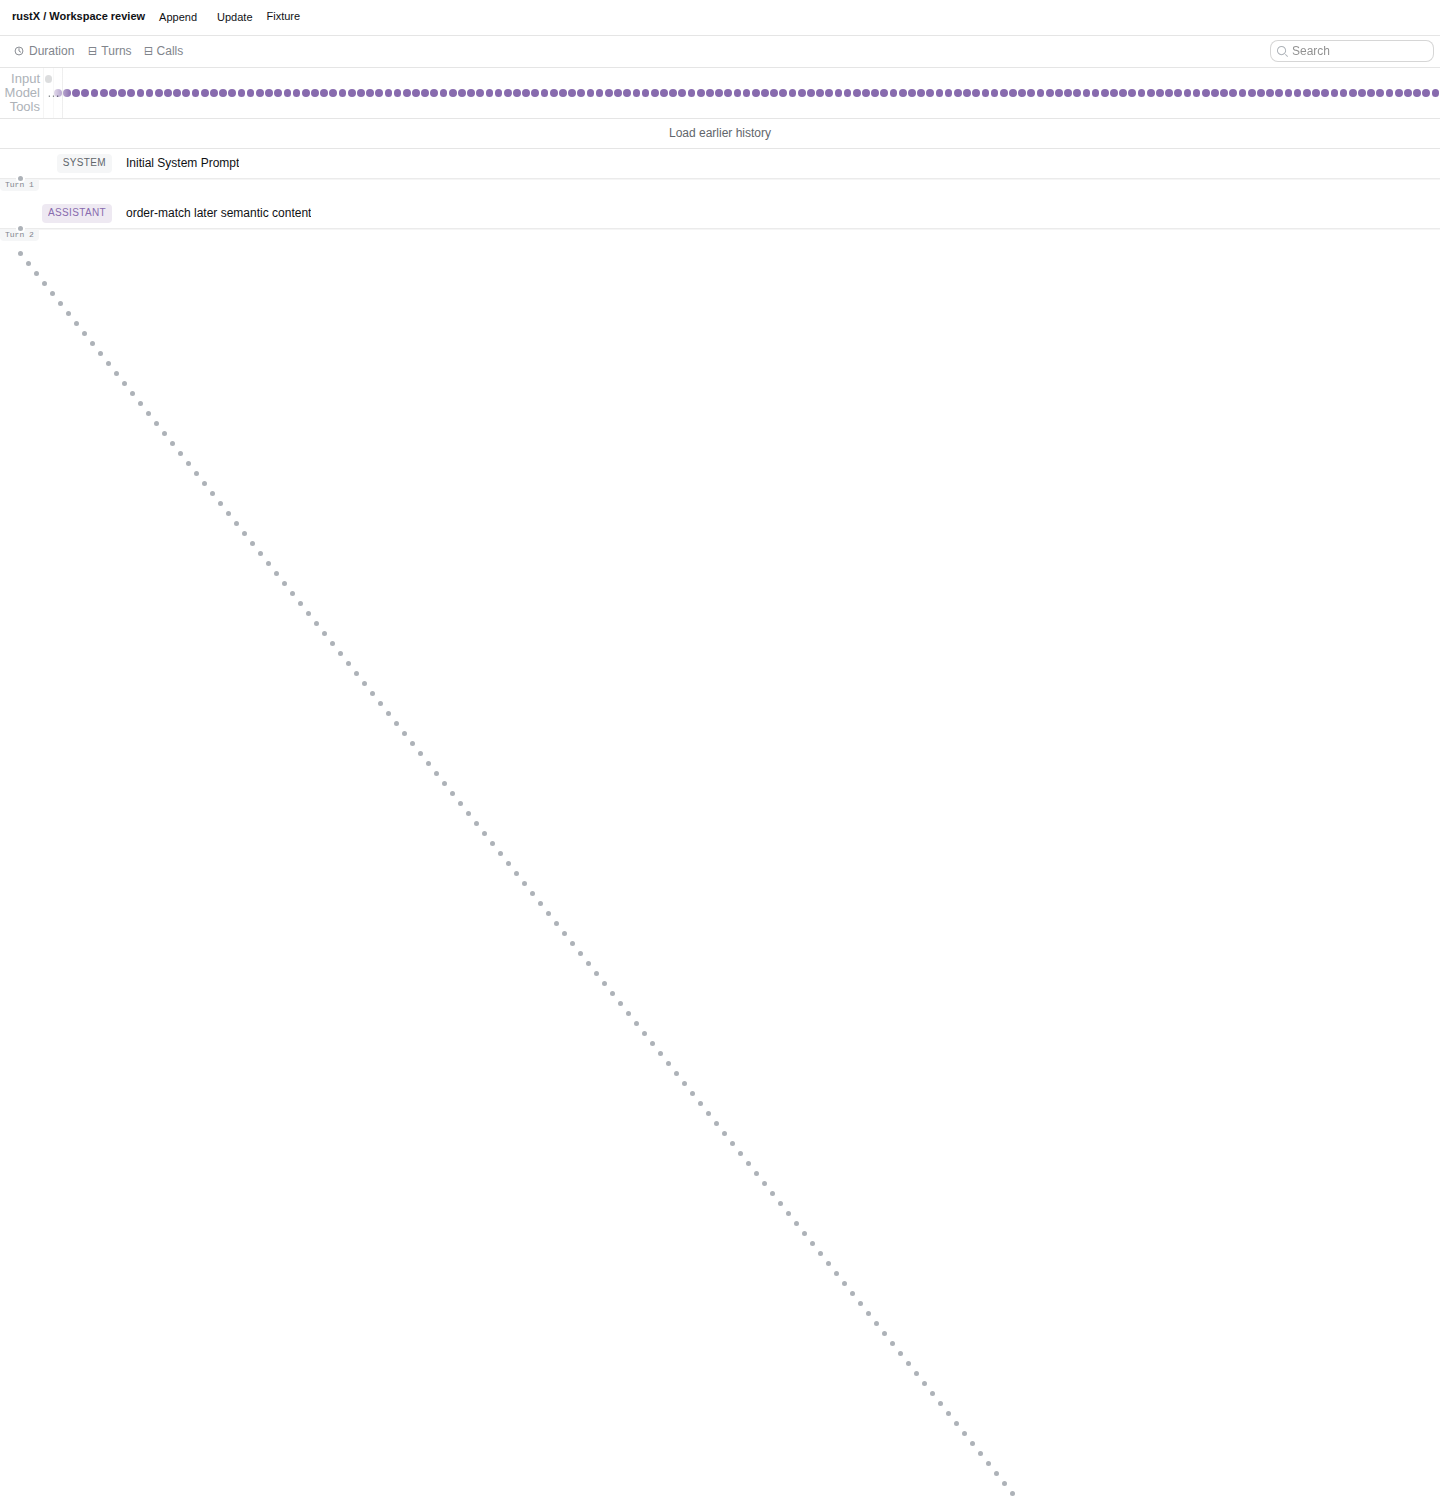 rustX / Workspace review Append Update Fixture
Duration Turns Calls Search
Input
Model
Tools
Load earlier history
SYSTEM Initial System Prompt
Turn 1
ASSISTANT order-match later semantic content
Turn 2